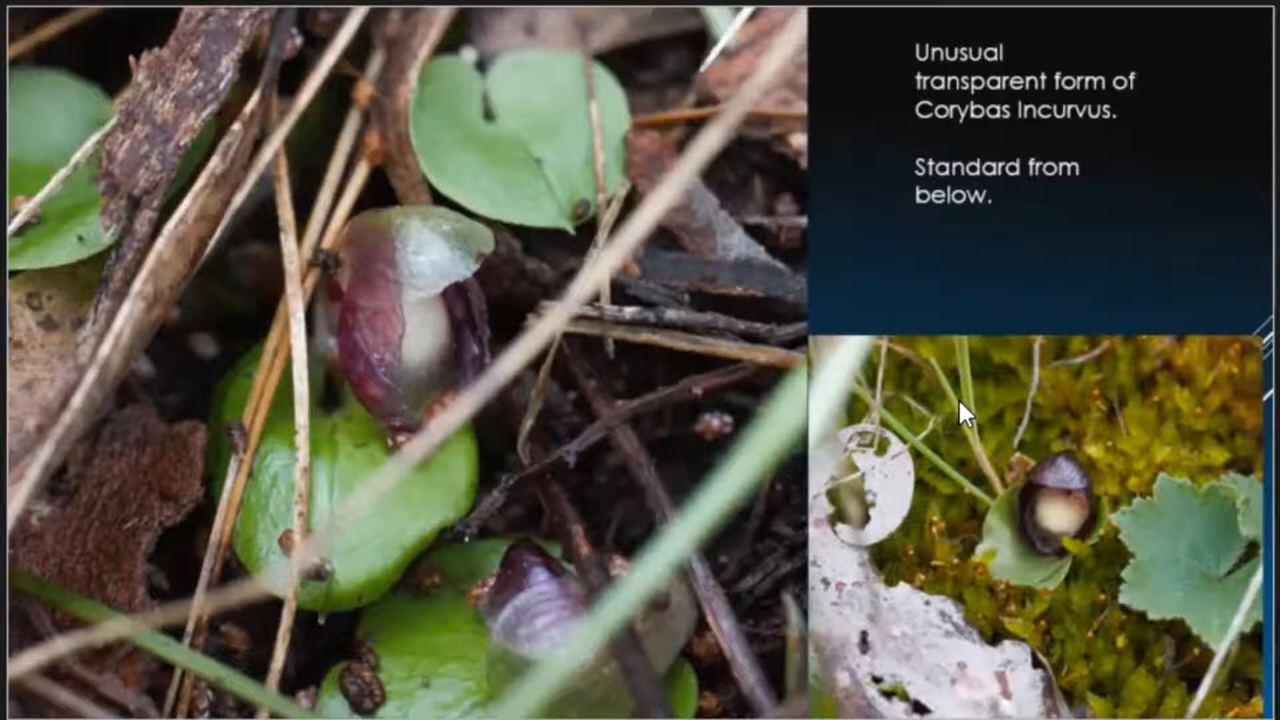 Unusual
transparent form of
Corybas Incurvus.
Standard from
below.